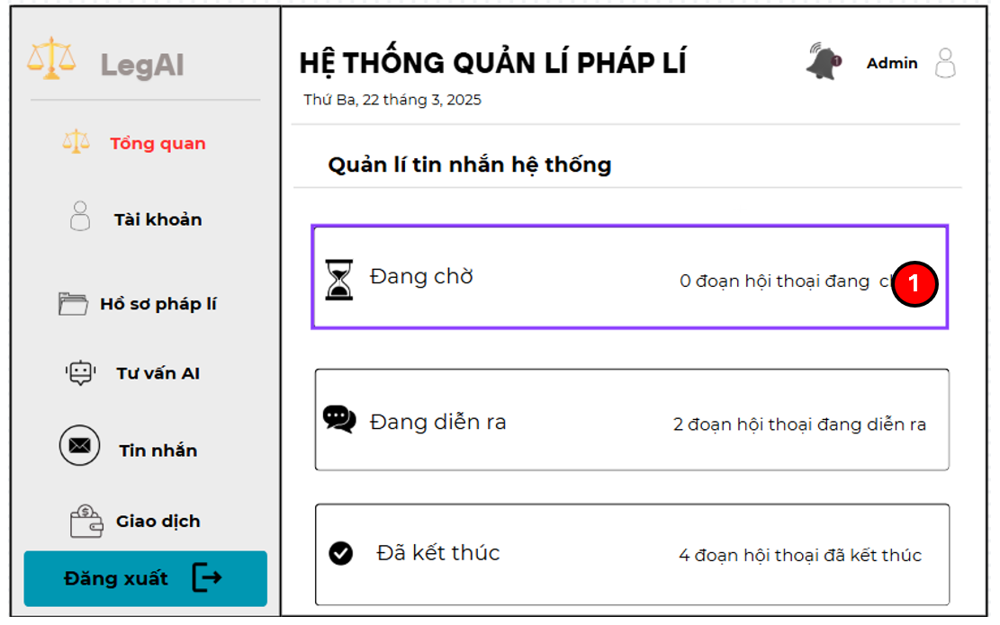 LegAI
Tổng quan
Tài khoản
Hồ sơ pháp lí
Tư vấn AI
Tin nhắn
Giao dịch
Đăng xuất
HỆ THỐNG QUẢN LÍ PHÁP LÍ
Thứ Ba, 22 tháng 3, 2025
1
Admin
Quản lí tin nhắn hệ thống
Đang chờ
0 đoạn hội thoại đang
1
Đang diễn ra
2 đoạn hội thoại đang diễn ra
Đã kết thúc
4 đoạn hội thoại đã kết thúc